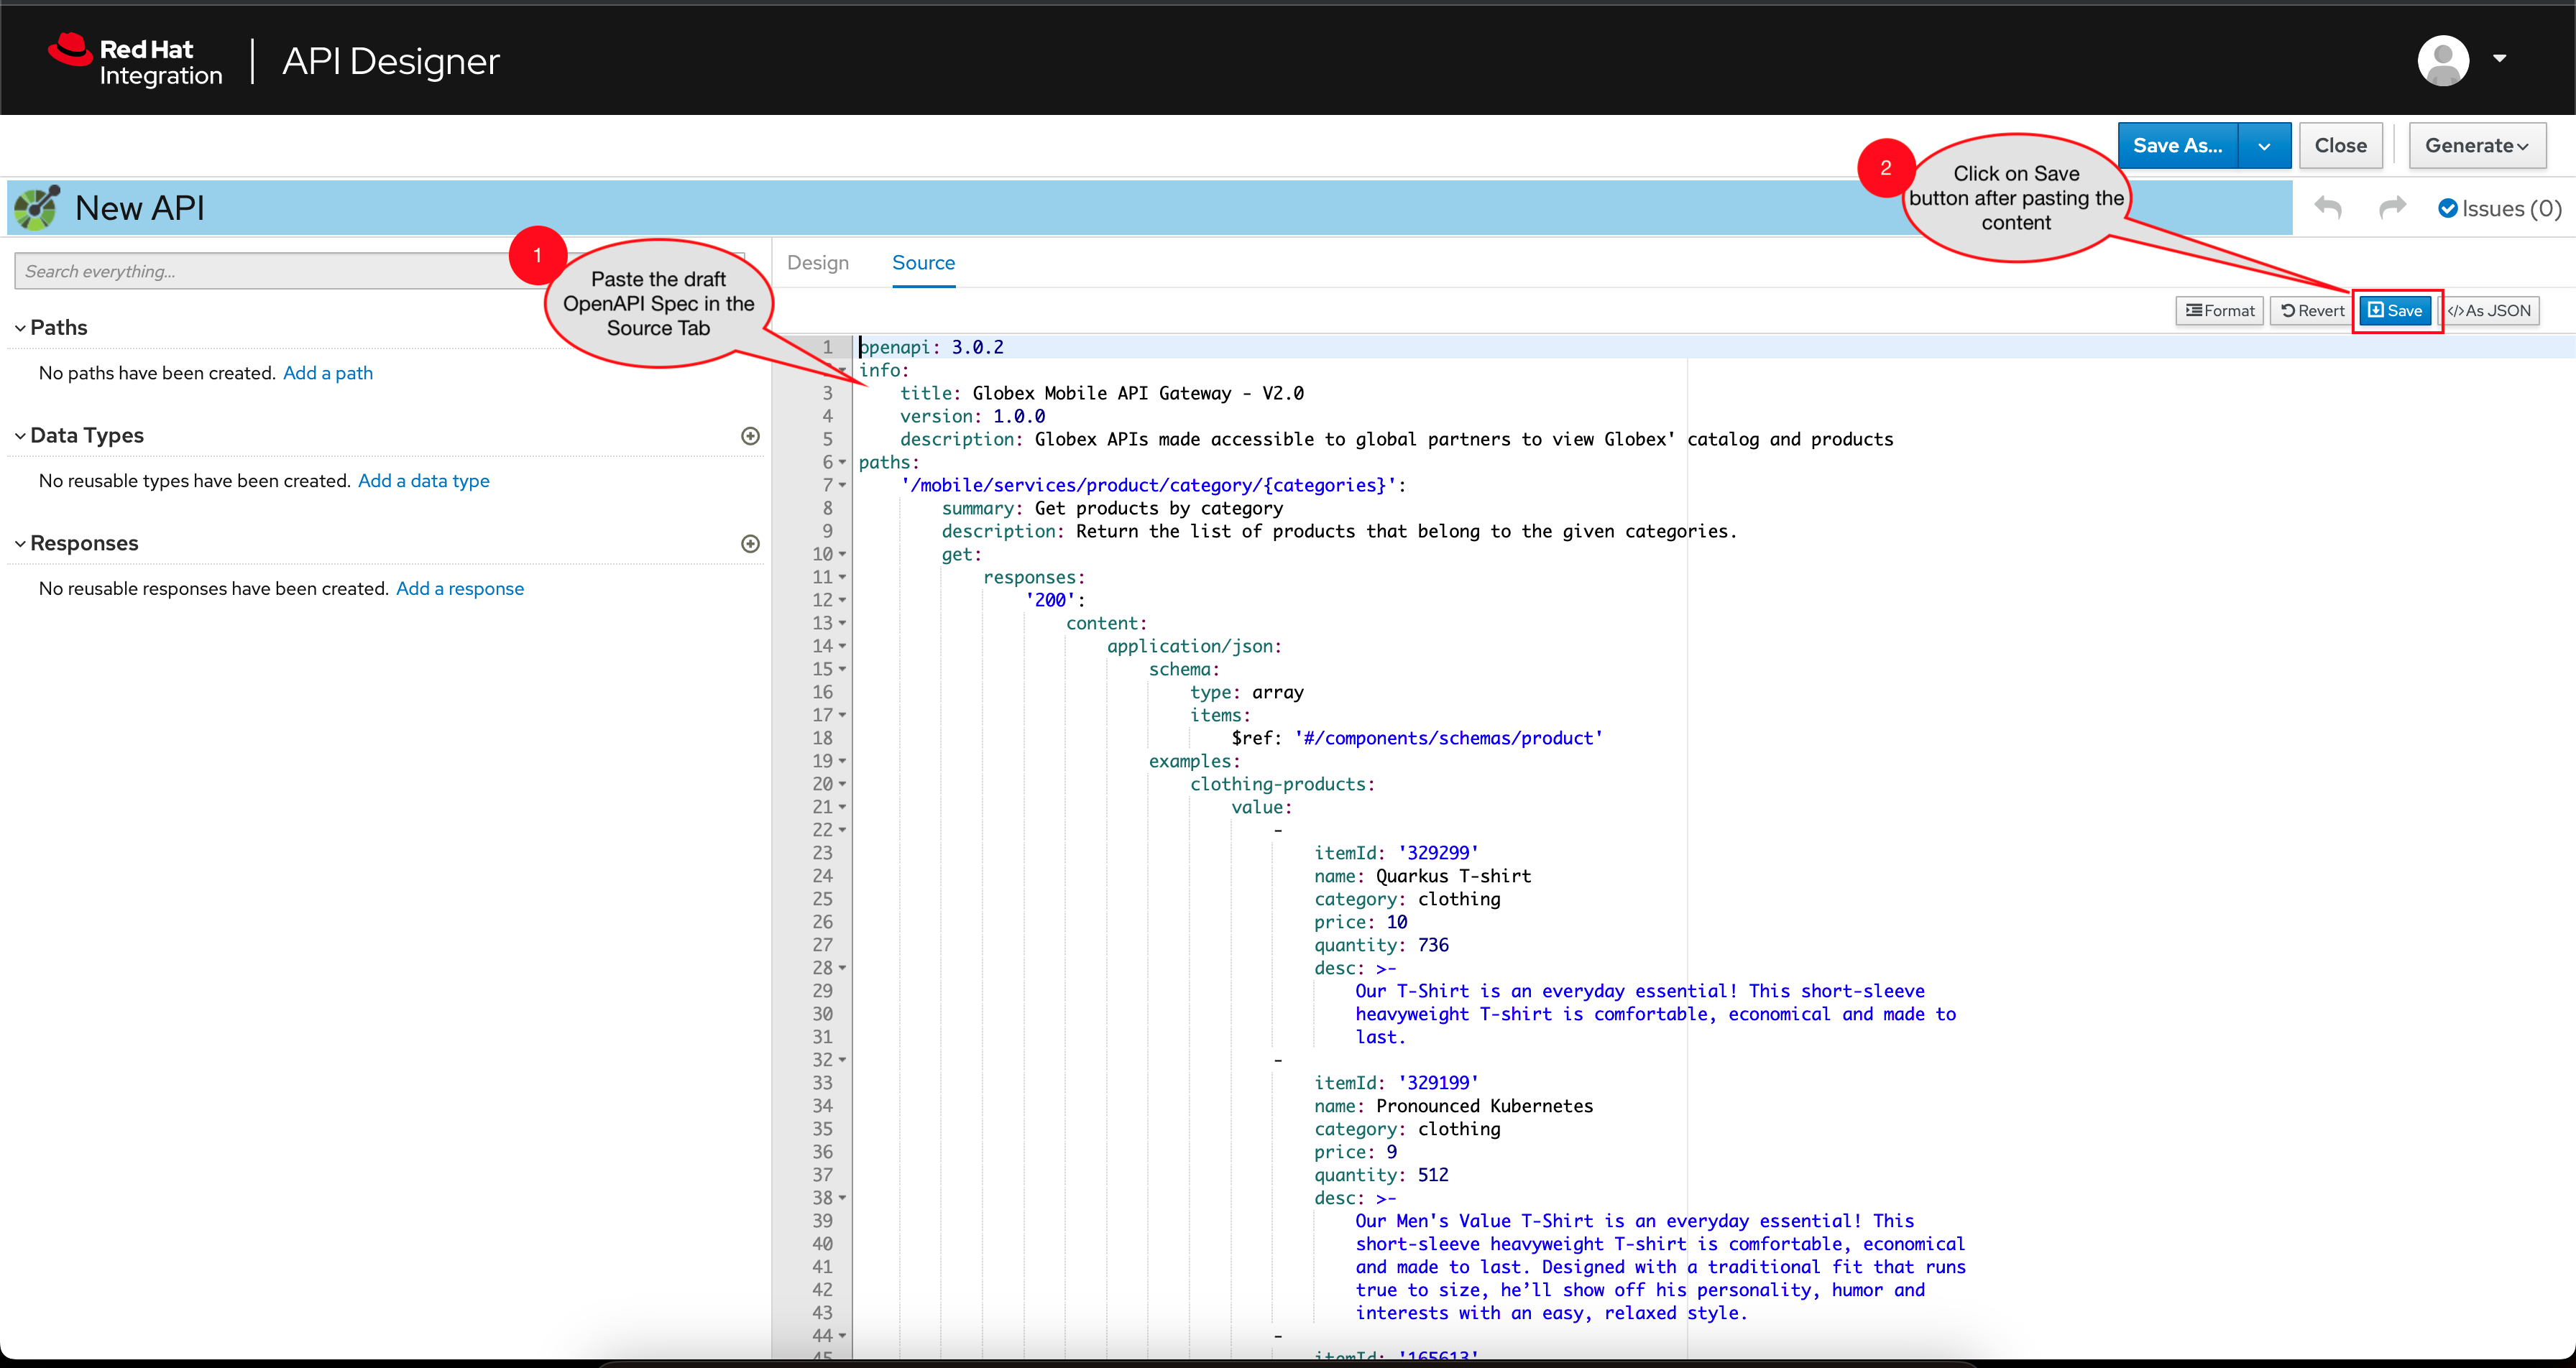 Red Hat
Integration
API Designer
Save As...
Close
Generate
2
Click on Save
button after pasting the
content
New API
Issues (0)
1
Paste the draft
OpenAPI Spec in the
Source Tab
Search everything...
Design
Source
Format
Revert
Save
</>As JSON
Paths
No paths have been created. Add a path
Data Types
No reusable types have been created. Add a data type
Responses
No reusable responses have been created. Add a response
1 openapi: 3.0.2
info:
3 title: Globex Mobile API Gateway - V2.0
4 version: 1.0.0
5 description: Globex APIs made accessible to global partners to view Globex' catalog and products
6 paths:
7 '/mobile/services/product/category/{categories}':
8 summary: Get products by category
9 description: Return the list of products that belong to the given categories.
10 get:
11 responses:
12 '200':
13 content:
14 application/json:
15 schema:
16 type: array
17 items:
18 $ref: '#/components/schemas/product'
19 examples:
20 clothing-products:
21 value:
22 -
23 itemId: '329299'
24 name: Quarkus T-shirt
25 category: clothing
26 price: 10
27 quantity: 736
28 desc: >-
29 Our T-Shirt is an everyday essential! This short-sleeve
30 heavyweight T-shirt is comfortable, economical and made to
31 last.
32 -
33 itemId: '329199'
34 name: Pronounced Kubernetes
35 category: clothing
36 price: 9
37 quantity: 512
38 desc: >-
39 Our Men's Value T-Shirt is an everyday essential! This
40 short-sleeve heavyweight T-shirt is comfortable, economical
41 and made to last. Designed with a traditional fit that runs
42 true to size, he’ll show off his personality, humor and
43 interests with an easy, relaxed style.
44 -
45 itemId: '165613'